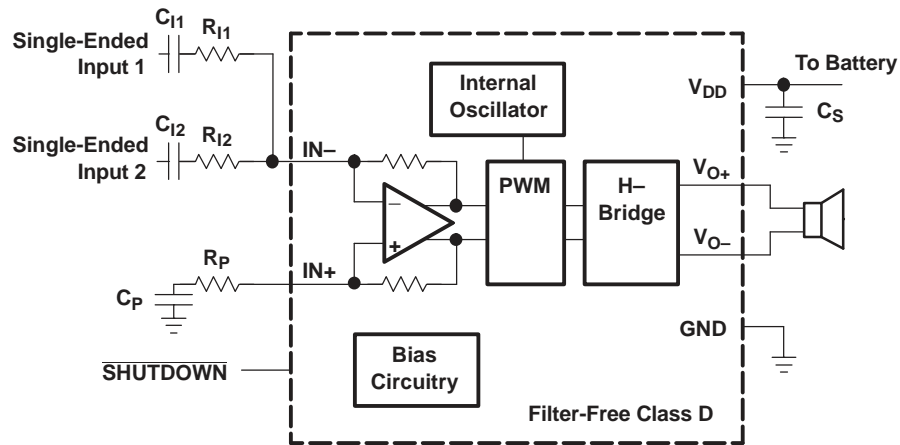 C_I1
R_I1
Single-Ended
Input 1
C_I2
R_I2
Single-Ended
Input 2
IN–
R_P
IN+
C_P
SHUTDOWN
Internal
Oscillator
–
+
PWM
H–
Bridge
Bias
Circuitry
Filter-Free Class D
V_DD
To Battery
C_S
V_O+
V_O–
GND